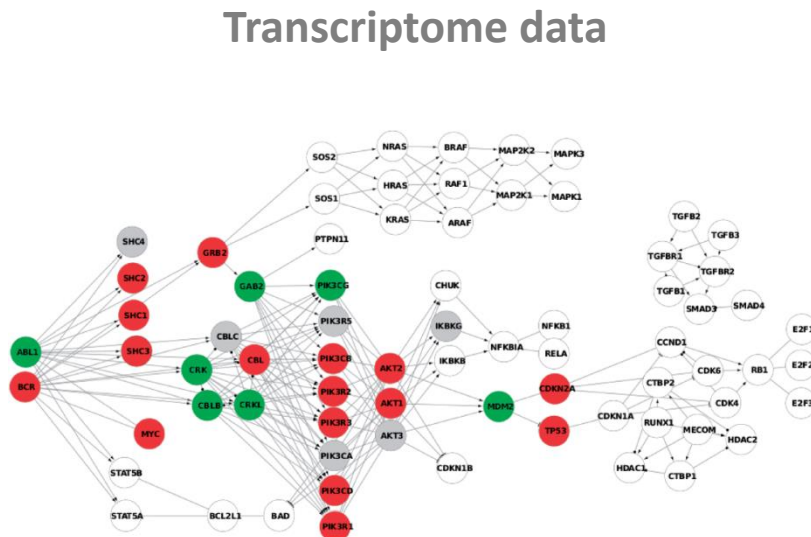 Transcriptome data
SOS2
NRAS
BRAF
MAP2K2
MAPK3
HRAS
RAF1
SOS1
KRAS
ARAF
MAP2K1
MAPK1
SHC4
GRB2
PTPN11
TGFB2
TGFB3
TGFBR1
TGFBR2
TGFB1
SMAD3
SMAD4
SHC2
GAB2
PIK3CG
CHUK
SHC1
PIK3R5
IKBKG
NFKB1
CBLC
NFKBIA
SHC3
ABL1
CBL
PIK3CB
IKBKB
RELA
CCND1
E2F1
BCR
CRK
AKT2
CDKN2A
CTBP2
CDK6
RB1
E2F2
PIK3R2
CBLB
CRKL
AKT1
MDM2
CDKN1A
CDK4
E2F3
MYC
PIK3R3
AKT3
TP53
RUNX1
MECOM
HDAC2
PIK3CA
STAT5B
CDKN1B
HDAC1
CTBP1
PIK3CD
STAT5A
BCL2L1
BAD
PIK3R1